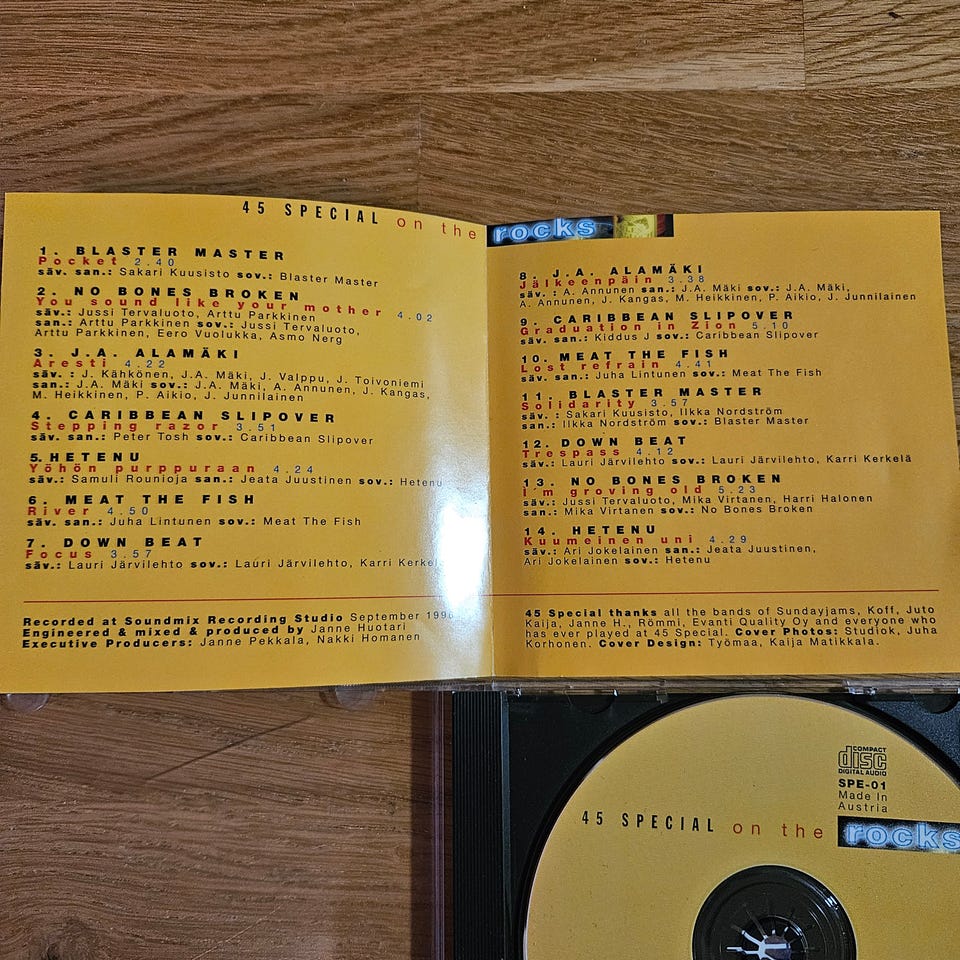 45 SPECIAL on the rocks
1. BLASTER MASTER
Pocket 2.40
säv. san.: Sakari Kuusisto sov.: Blaster Master
2. NO BONES BROKEN
You sound like your mother 4.02
säv.: Jussi Tervaluoto, Arttu Parkkinen
san.: Arttu Parkkinen sov.: Jussi Tervaluoto,
Arttu Parkkinen, Eero Vuolukka, Asmo Nerg
3. J.A. ALAMÄKI
Aresti 4.22
säv. : J. Kähkönen, J.A. Mäki, J. Valppu, J. Toivoniemi
san.: J.A. Mäki sov.: J.A. Mäki, A. Annunen, J. Kangas,
M. Heikkinen, P. Aikio, J. Junnilainen
4. CARIBBEAN SLIPOVER
Stepping razor 3.51
säv. san.: Peter Tosh sov.: Caribbean Slipover
5. HETENU
Yöhön purppuraan 4.24
säv.: Samuli Rounioja san.: Jeata Juustinen sov.: Hetenu
6. MEAT THE FISH
River 4.50
säv. san.: Juha Lintunen sov.: Meat The Fish
7. DOWN BEAT
Focus 3.57
säv.: Lauri Järvilehto sov.: Lauri Järvilehto, Karri Kerkel
Recorded at Soundmix Recording Studio September 1996
Engineered & mixed & produced by Janne Huotari
Executive Producers: Janne Pekkala, Nakki Homanen
8. J.A. ALAMÄKI
Jälkeenpäin 3.38
säv. : A. Annunen san.: J.A. Mäki sov.: J.A. Mäki,
A. Annunen, J. Kangas, M. Heikkinen, P. Aikio, J. Junnilainen
9. CARIBBEAN SLIPOVER
Graduation in Zion 5.10
säv. san.: Kiddus J sov.: Caribbean Slipover
10. MEAT THE FISH
Lost refrain 4.41
säv. san.: Juha Lintunen sov.: Meat The Fish
11. BLASTER MASTER
Solidarity 3.57
säv. : Sakari Kuusisto, Ilkka Nordström
san.: Ilkka Nordström sov.: Blaster Master
12. DOWN BEAT
Trespass 4.12
säv.: Lauri Järvilehto sov.: Lauri Järvilehto, Karri Kerkelä
13. NO BONES BROKEN
I'm groving old 5.23
säv.: Jussi Tervaluoto, Mika Virtanen, Harri Halonen
san.: Mika Virtanen sov.: No Bones Broken
14. HETENU
Kuumeinen uni 4.29
säv.: Ari Jokelainen san.: Jeata Juustinen,
Ari Jokelainen sov.: Hetenu
45 Special thanks all the bands of Sundayjams, Koff, Juto
Kaija, Janne H., Römmi, Evanti Quality Oy and everyone who
has ever played at 45 Special. Cover Photos: Studiok, Juha
Korhonen. Cover Design: Työmaa, Kaija Matikkala.
COMPACT
disc
DIGITAL AUDIO
SPE-01
Made In
Austria
45 SPECIAL on the rocks